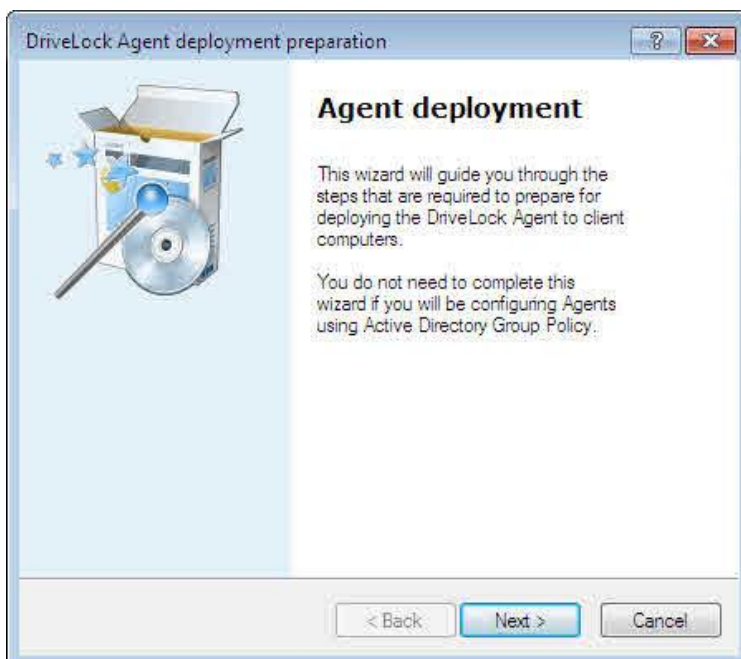 DriveLock Agent deployment preparation
?
Agent deployment
This wizard will guide you through the
steps that are required to prepare for
deploying the DriveLock Agent to client
computers.
You do not need to complete this
wizard if you will be configuring Agents
using Active Directory Group Policy.
< Back
Next >
Cancel